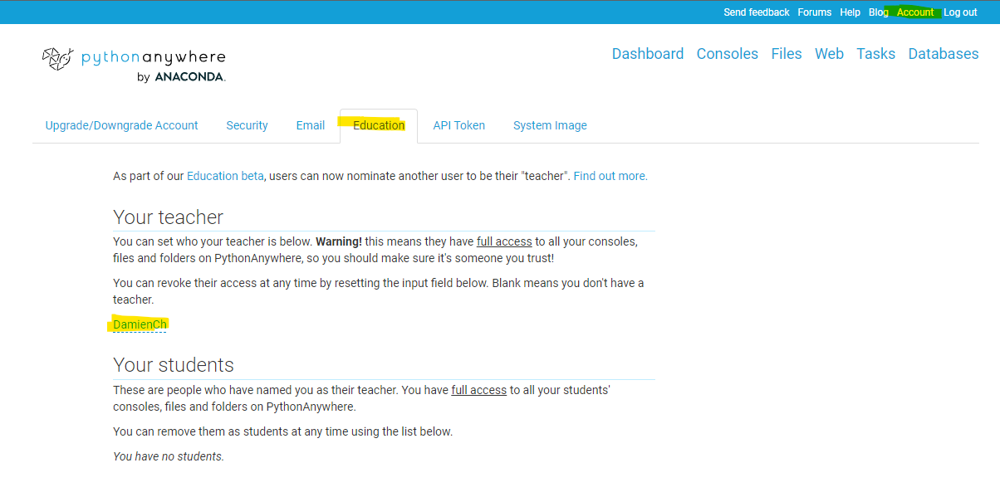 Send feedback Forums Help Blog Account Log out
pythonanywhere
by ANACONDA.
Dashboard Consoles Files Web Tasks Databases
Upgrade/Downgrade Account Security Email Education API Token System Image
As part of our Education beta, users can now nominate another user to be their "teacher". Find out more.
Your teacher
You can set who your teacher is below. Warning! this means they have full access to all your consoles,
files and folders on PythonAnywhere, so you should make sure it's someone you trust!
You can revoke their access at any time by resetting the input field below. Blank means you don't have a
teacher.
DamienCh
Your students
These are people who have named you as their teacher. You have full access to all your students'
consoles, files and folders on PythonAnywhere.
You can remove them as students at any time using the list below.
You have no students.